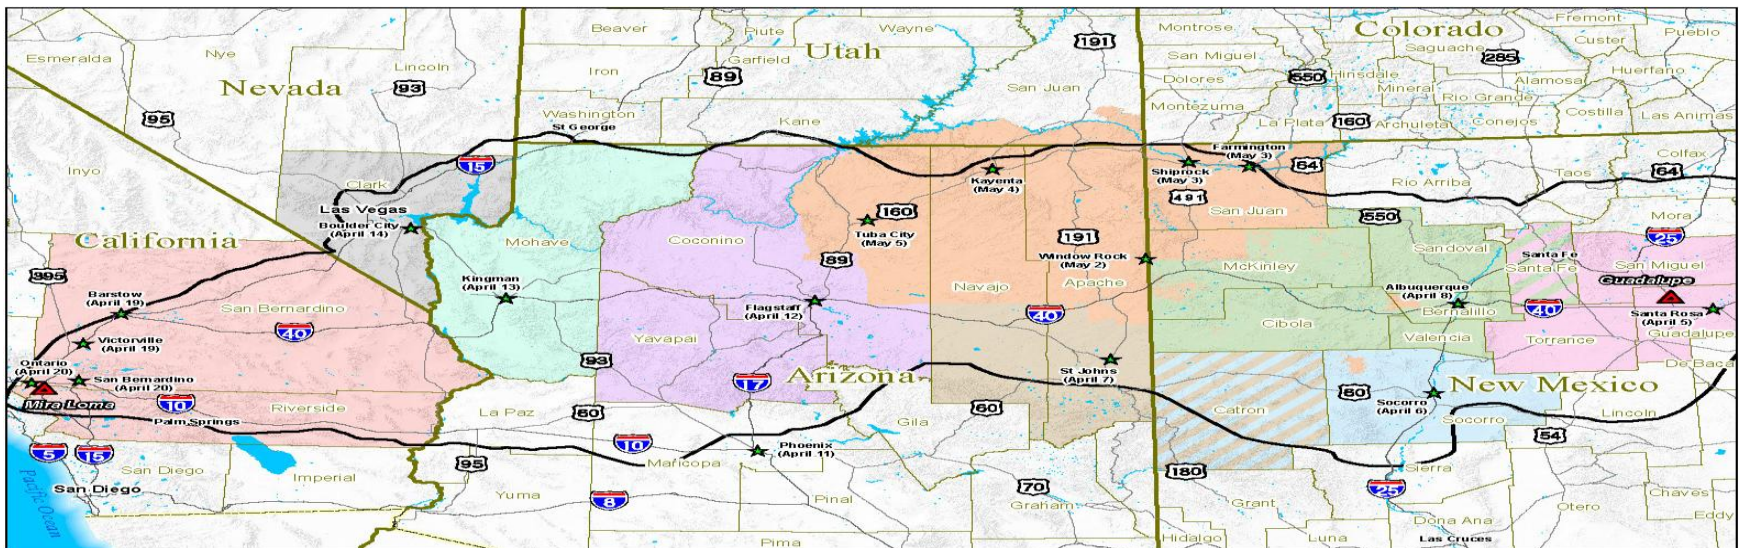 Beaver
Piute
Wayne
Montrose
Fremont
Pueblo
Esmeralda
Nye
Utah
191
San Miguel
Colorado
Saguache
Custer
Nevada
Lincoln
93
Iron
89
Garfield
San Juan
Dolores
550
Hinsdale
285
Mineral
Alamosa
Huerfano
Rio Grande
95
Washington
St George
Kane
Montezuma
La Plata
160
Archuleta
Conejos
Costilla
Las Animas
Inyo
15
Clark
Kayenta
(May 4)
Shiprock
(May 3)
Farmington
(May 3)
64
Rio Arriba
Taos
Colfax
64
491
San Juan
550
Mora
25
California
Las Vegas
Boulder City
(April 14)
Mohave
Coconino
160
Tuba City
(May 5)
191
Window Rock
(May 2)
McKinley
Sandoval
Santa Fe
Santa Fe
San Miguel
395
Barstow
(April 19)
San Bernardino
40
Kingman
(April 13)
89
Flagstaff
(April 12)
Navajo
Apache
40
Albuquerque
(April 8)
Bernalillo
40
Guadalupe
Santa Rosa
(April 5)
Guadalupe
Victorville
(April 19)
Ontario
(April 20)
San Bernardino
(April 20)
Mira Loma
Yavapai
93
17
Arizona
St Johns
(April 7)
Cibola
Valencia
Torrance
De Baca
10
Riverside
Palm Springs
La Paz
60
Gila
60
Catron
60
Socorro
(April 6)
Socorro
New Mexico
Lincoln
54
5
15
San Diego
San Diego
Imperial
Pacific Ocean
95
10
Maricopa
Phoenix
(April 11)
Yuma
8
Pinal
Pima
70
Graham
180
Grant
Hidalgo
Luna
Sierra
25
Dona Ana
Las Cruces
Otero
Chaves
Eddy